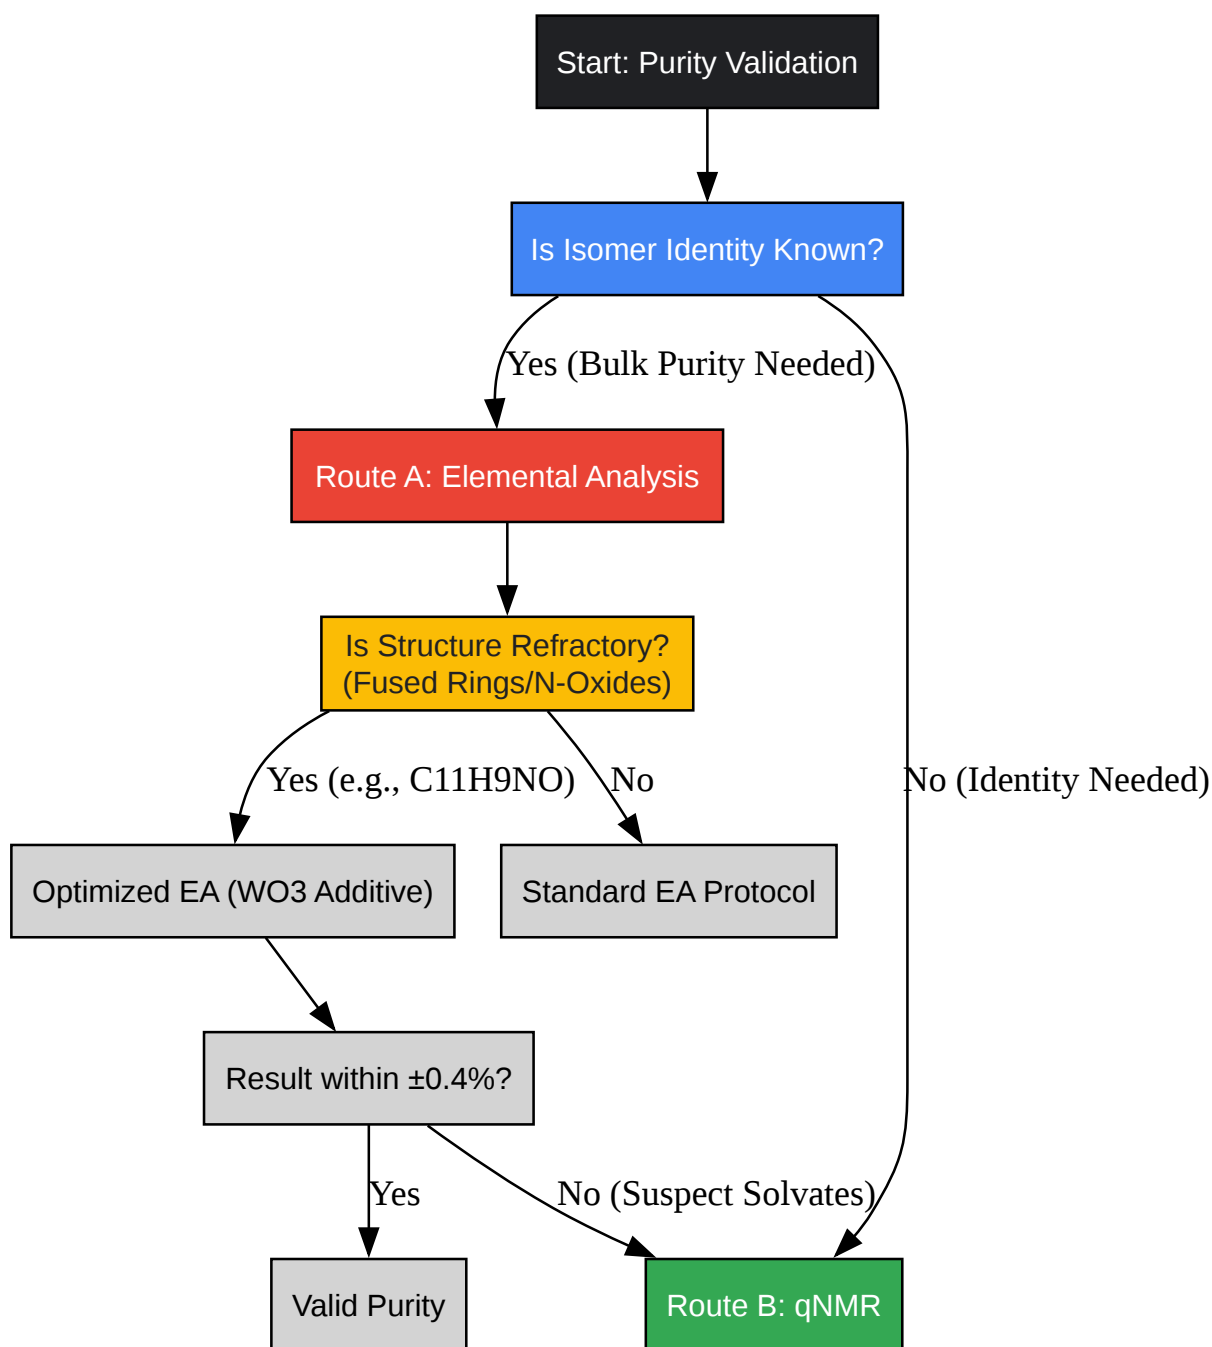 Start: Purity Validation
Is Isomer Identity Known?
Yes (Bulk Purity Needed)
Route A: Elemental Analysis
Is Structure Refractory?
(Fused Rings/N-Oxides)
Yes (e.g., C11H9NO)
No
No (Identity Needed)
Optimized EA (WO3 Additive)
Standard EA Protocol
Result within ±0.4%?
Yes
No (Suspect Solvates)
Valid Purity
Route B: qNMR